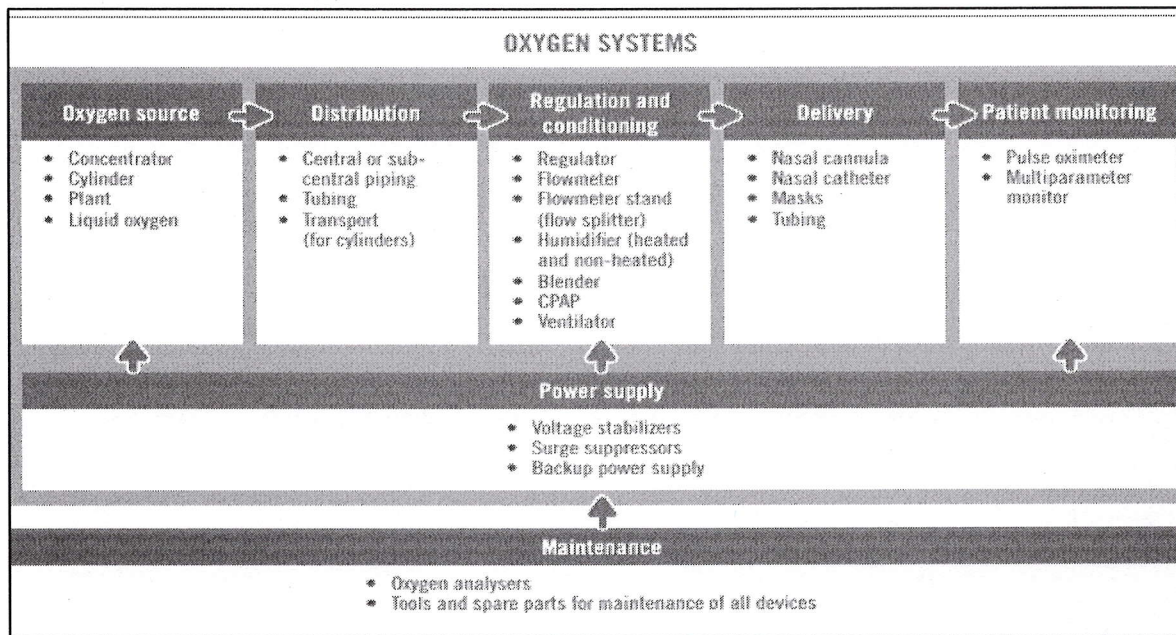 OXYGEN SYSTEMS
Oxygen source
• Concentrator
• Cylinder
• Plant
• Liquid oxygen
Distribution
• Central or sub-
central piping
• Tubing
• Transport
(for cylinders)
Regulation and
conditioning
• Regulator
• Flowmeter
• Flowmeter stand
(flow splitter)
• Humidifier (heated
and non-heated)
• Blender
• CPAP
• Ventilator
Delivery
• Nasal cannula
• Nasal catheter
• Masks
• Tubing
Patient monitoring
• Pulse oximeter
• Multiparameter
monitor
Power supply
• Voltage stabilizers
• Surge suppressors
• Backup power supply
Maintenance
• Oxygen analysers
• Tools and spare parts for maintenance of all devices